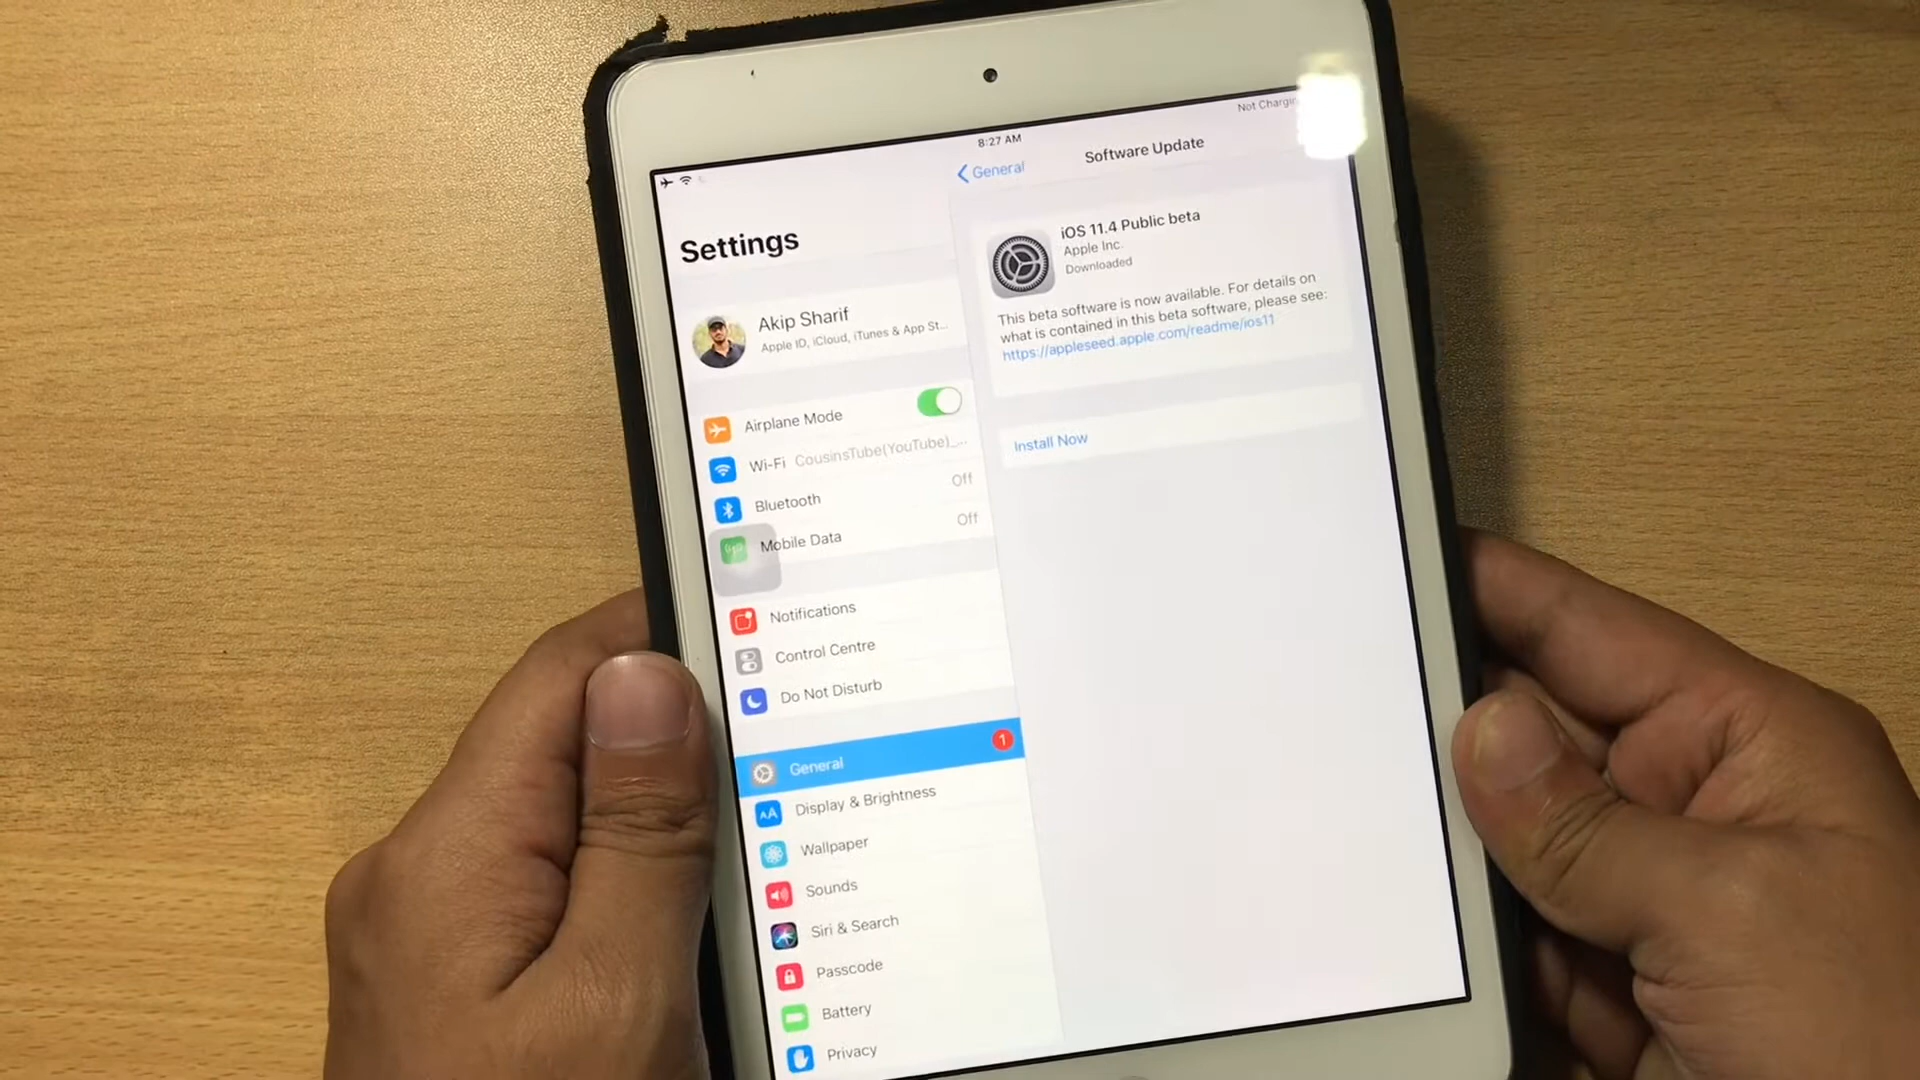 8:27 AM
Not Chargin
Settings
General
Software Update
Akip Sharif
Apple ID, iCloud, iTunes & App St...
iOS 11.4 Public beta
Apple Inc.
Downloaded
This beta software is now available. For details on
what is contained in this beta software, please see:
https://appleseed.apple.com/readme/ios11
Install Now
Airplane Mode
Wi-Fi CousinsTube(YouTube)_...
Bluetooth Off
Mobile Data Off
Notifications
Control Centre
Do Not Disturb
General 1
AA Display & Brightness
Wallpaper
Sounds
Siri & Search
Passcode
Battery
Privacy